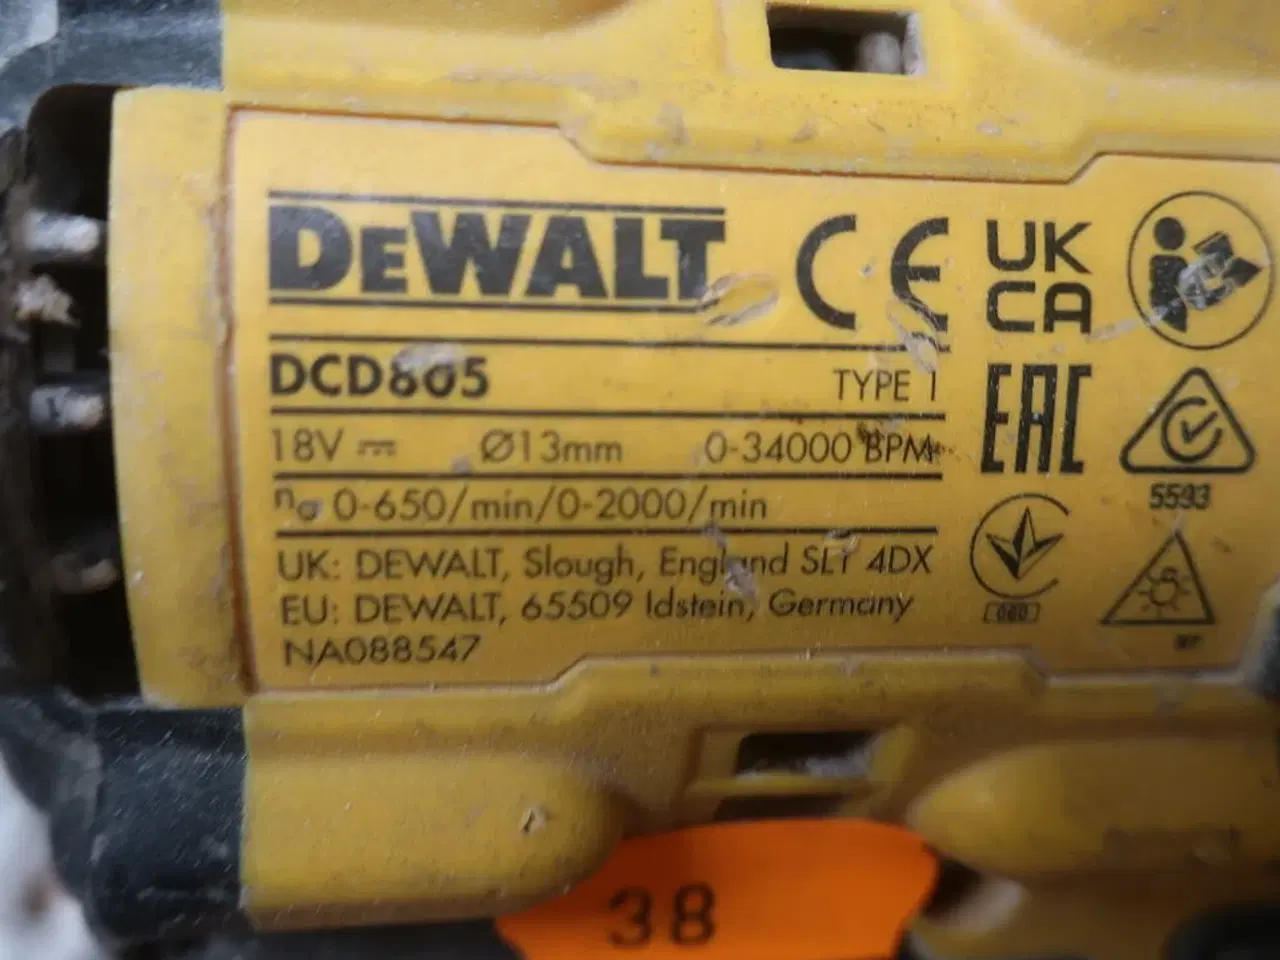 DEWALT
CE
UK
CA
DCD805
TYPE 1
EAC
18V Ø13mm 0-34000 BPM
5593
n₀ 0-650/min/0-2000/min
UK: DEWALT, Slough, England SL1 4DX
EU: DEWALT, 65509 Idstein, Germany
NA088547
38